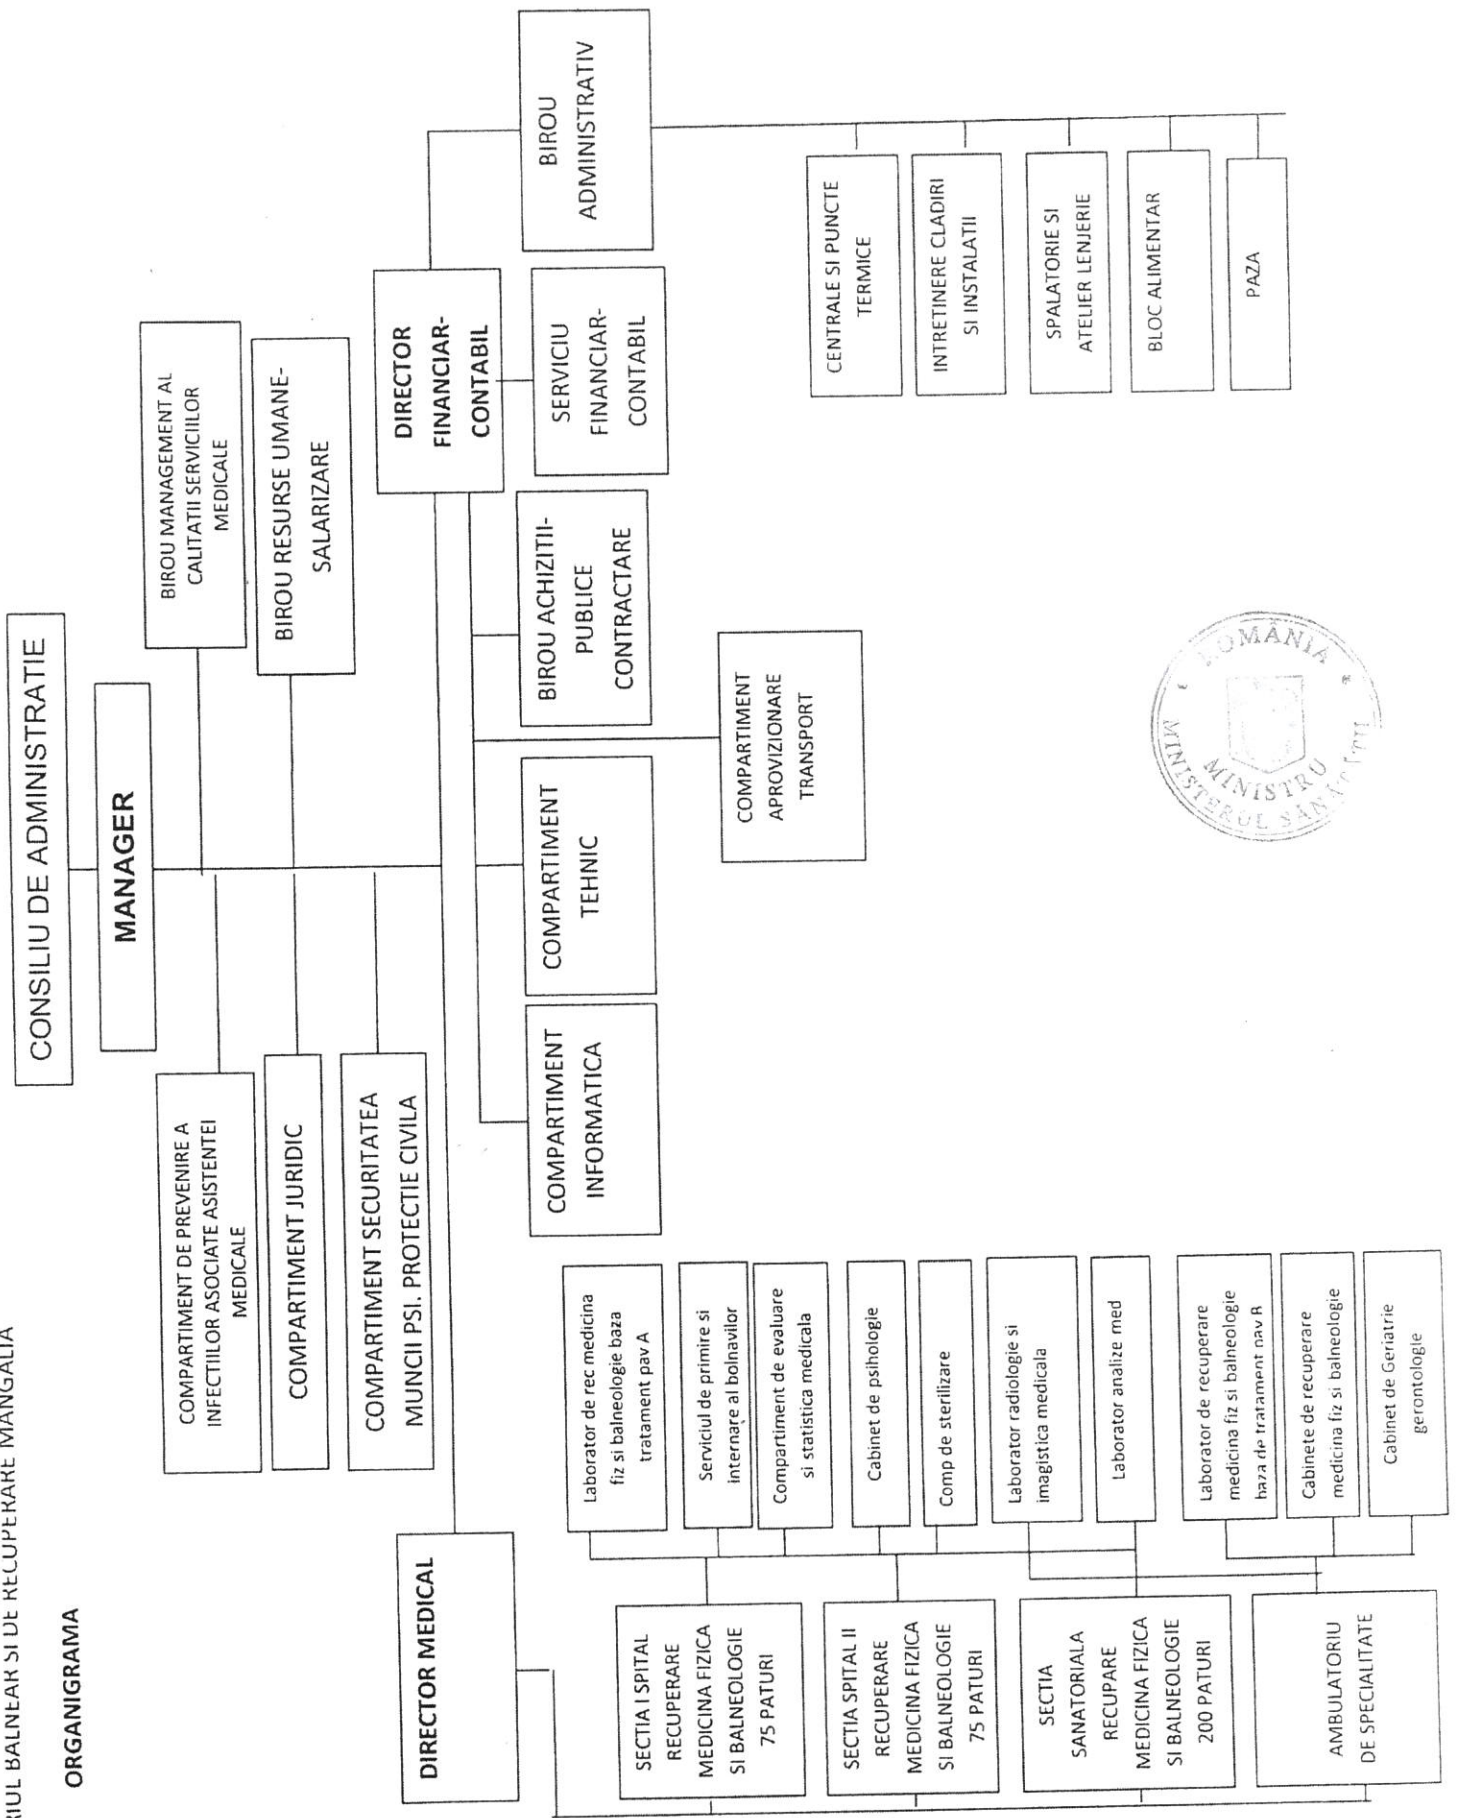 BALNEAR SI DE RECUPERARE MANGALIA
ORGANIGRAMA
CONSILIU DE ADMINISTRATIE
MANAGER
COMPARTIMENT DE PREVENIRE A
INFECTIILOR ASOCIATE ASISTENTEI
MEDICALE
BIROU MANAGEMENT AL
CALITATII SERVICIILOR
MEDICALE
COMPARTIMENT JURIDIC
BIROU RESURSE UMANE-
SALARIZARE
COMPARTIMENT SECURITATEA
MUNCII PSI. PROTECTIE CIVILA
DIRECTOR MEDICAL
DIRECTOR
FINANCIAR-
CONTABIL
COMPARTIMENT
INFORMATICA
COMPARTIMENT
TEHNIC
BIROU ACHIZITII-
PUBLICE
CONTRACTARE
SERVICIU
FINANCIAR-
CONTABIL
BIROU
ADMINISTRATIV
COMPARTIMENT
APROVIZIONARE
TRANSPORT
CENTRALE SI PUNCTE
TERMICE
INTRETINERE CLADIRI
SI INSTALATII
SPALATORIE SI
ATELIER LENJERIE
BLOC ALIMENTAR
PAZA
SECTIA I SPITAL
RECUPERARE
MEDICINA FIZICA
SI BALNEOLOGIE
75 PATURI
SECTIA SPITAL II
RECUPERARE
MEDICINA FIZICA
SI BALNEOLOGIE
75 PATURI
SECTIA
SANATORIALA
RECUPARE
MEDICINA FIZICA
SI BALNEOLOGIE
200 PATURI
AMBULATORIU
DE SPECIALITATE
Laborator de rec medicina
fiz si balneologie baza
tratament pav A
Serviciul de primire si
internare al bolnavilor
Compartiment de evaluare
si statistica medicala
Cabinet de psihologie
Comp de sterilizare
Laborator radiologie si
imagistica medicala
Laborator analize med
Laborator de recuperare
medicina fiz si balneologie
baza de tratament pav B
Cabinete de recuperare
medicina fiz si balneologie
Cabinet de Geriatrie
gerontologie
ROMÂNIA
MINISTERUL SĂNĂTĂȚII
MINISTRU